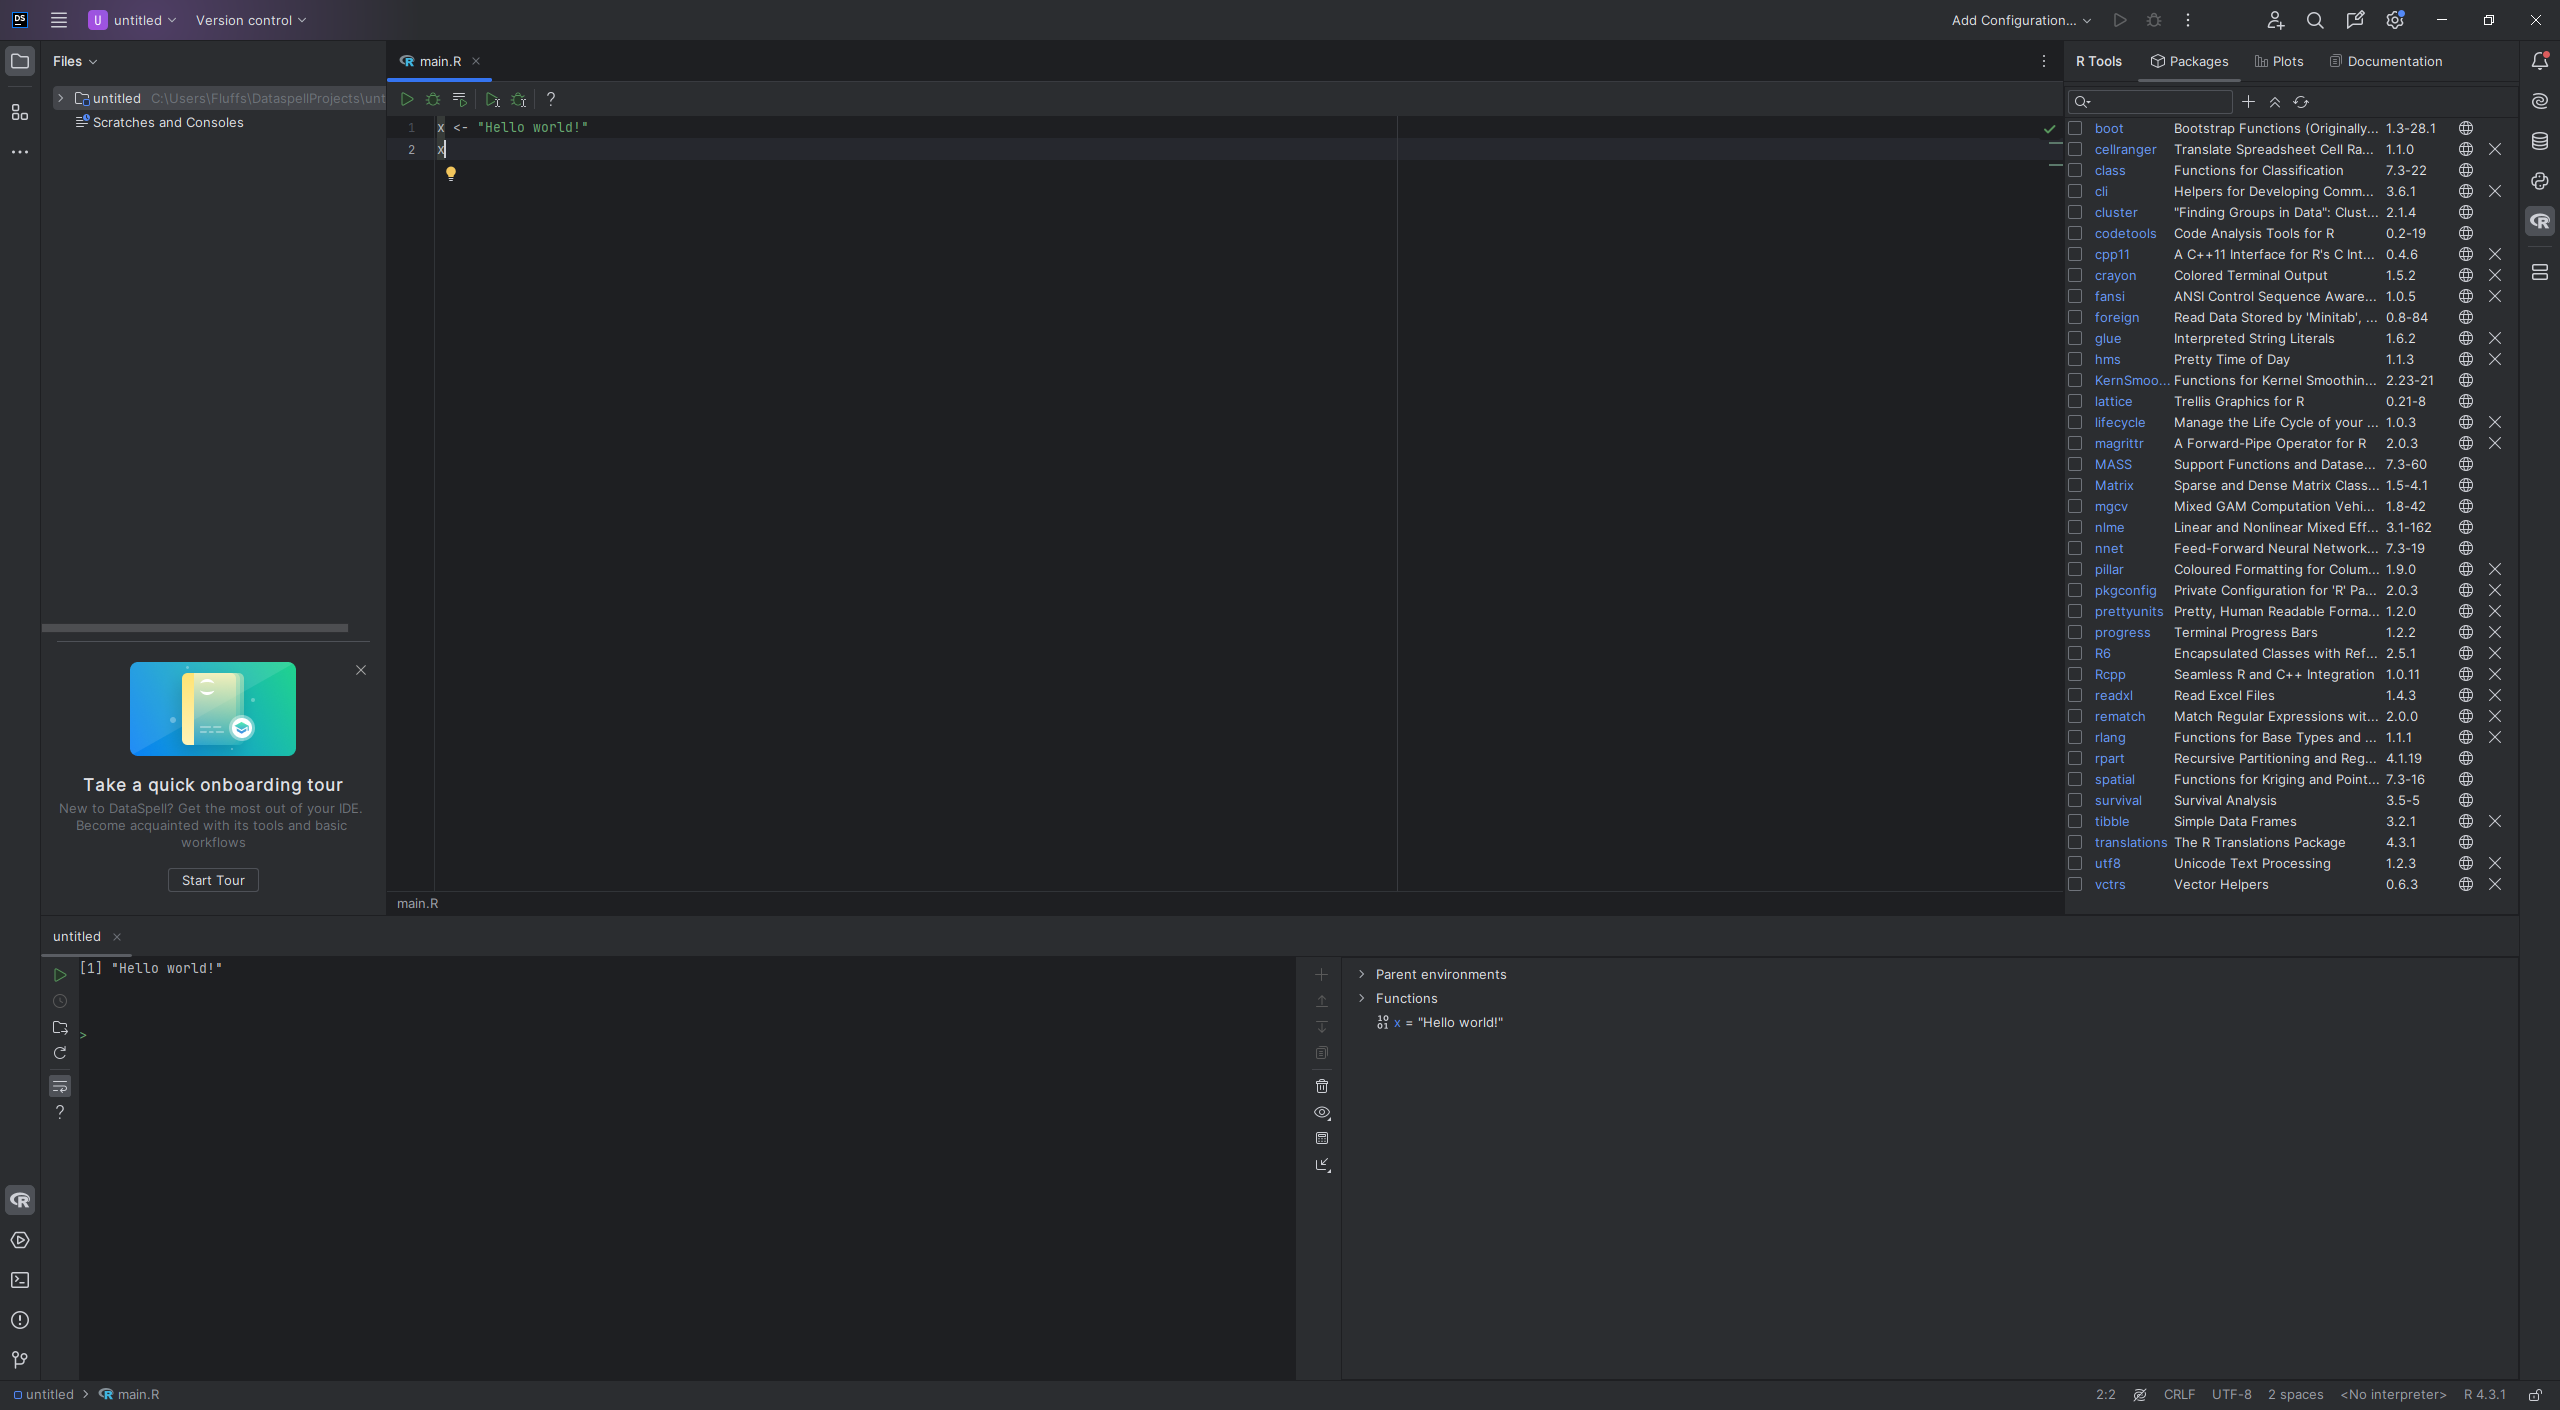 DS
U untitled Version control Add Configuration...
Files
untitled C:\Users\Fluffs\DataspellProjects\unt
Scratches and Consoles
main.R
1 x <- "Hello world!"
2 x
R Tools Packages Plots Documentation
boot Bootstrap Functions (Originally... 1.3-28.1
cellranger Translate Spreadsheet Cell Ra... 1.1.0
class Functions for Classification 7.3-22
cli Helpers for Developing Comm... 3.6.1
cluster "Finding Groups in Data": Clust... 2.1.4
codetools Code Analysis Tools for R 0.2-19
cpp11 A C++11 Interface for R's C Int... 0.4.6
crayon Colored Terminal Output 1.5.2
fansi ANSI Control Sequence Aware... 1.0.5
foreign Read Data Stored by 'Minitab', ... 0.8-84
glue Interpreted String Literals 1.6.2
hms Pretty Time of Day 1.1.3
KernSmoo... Functions for Kernel Smoothin... 2.23-21
lattice Trellis Graphics for R 0.21-8
lifecycle Manage the Life Cycle of your ... 1.0.3
magrittr A Forward-Pipe Operator for R 2.0.3
MASS Support Functions and Datase... 7.3-60
Matrix Sparse and Dense Matrix Class... 1.5-4.1
mgcv Mixed GAM Computation Vehi... 1.8-42
nlme Linear and Nonlinear Mixed Eff... 3.1-162
nnet Feed-Forward Neural Network... 7.3-19
pillar Coloured Formatting for Colum... 1.9.0
pkgconfig Private Configuration for 'R' Pa... 2.0.3
prettyunits Pretty, Human Readable Forma... 1.2.0
progress Terminal Progress Bars 1.2.2
R6 Encapsulated Classes with Ref... 2.5.1
Rcpp Seamless R and C++ Integration 1.0.11
readxl Read Excel Files 1.4.3
rematch Match Regular Expressions wit... 2.0.0
rlang Functions for Base Types and ... 1.1.1
rpart Recursive Partitioning and Reg... 4.1.19
spatial Functions for Kriging and Point... 7.3-16
survival Survival Analysis 3.5-5
tibble Simple Data Frames 3.2.1
translations The R Translations Package 4.3.1
utf8 Unicode Text Processing 1.2.3
vctrs Vector Helpers 0.6.3
Take a quick onboarding tour
New to DataSpell? Get the most out of your IDE.
Become acquainted with its tools and basic
workflows
Start Tour
main.R
untitled
[1] "Hello world!"
>
Parent environments
Functions
x = "Hello world!"
untitled > main.R
2:2 CRLF UTF-8 2 spaces <No interpreter> R 4.3.1